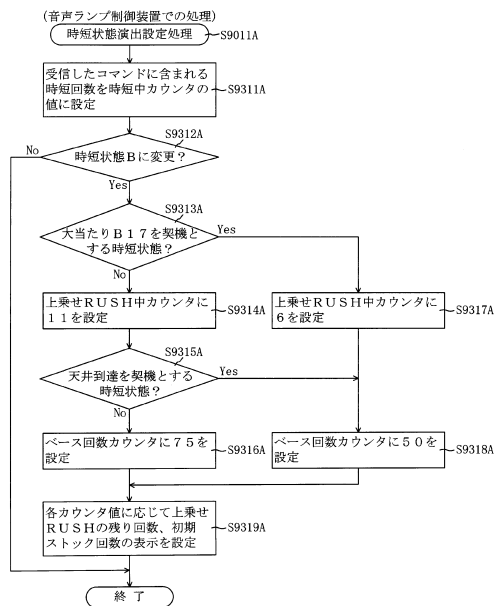 (音声ランプ制御装置での処理)
時短状態演出設定処理
S9011A
受信したコマンドに含まれる
時短回数を時短中カウンタの
値に設定
S9311A
S9312A
時短状態Bに変更？
No
Yes
S9313A
大当たりB17を契機と
する時短状態？
Yes
No
上乗せRUSH中カウンタに
11を設定
S9314A
上乗せRUSH中カウンタに
6を設定
S9317A
S9315A
天井到達を契機とする
時短状態？
Yes
No
ベース回数カウンタに75を
設定
S9316A
ベース回数カウンタに50を
設定
S9318A
各カウンタ値に応じて上乗せ
RUSHの残り回数、初期
ストック回数の表示を設定
S9319A
終了